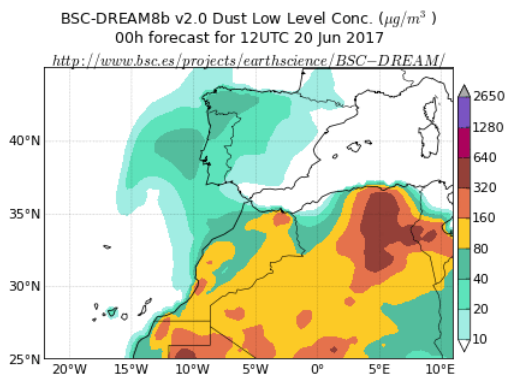 BSC-DREAM8b v2.0 Dust Low Level Conc. (μg/m³ )
00h forecast for 12UTC 20 Jun 2017
http://www.bsc.es/projects/earthscience/BSC−DREAM/
2650
1280
640
320
160
80
40
20
10
40°N
35°N
30°N
25°N
20°W
15°W
10°W
5°W
0°
5°E
10°E